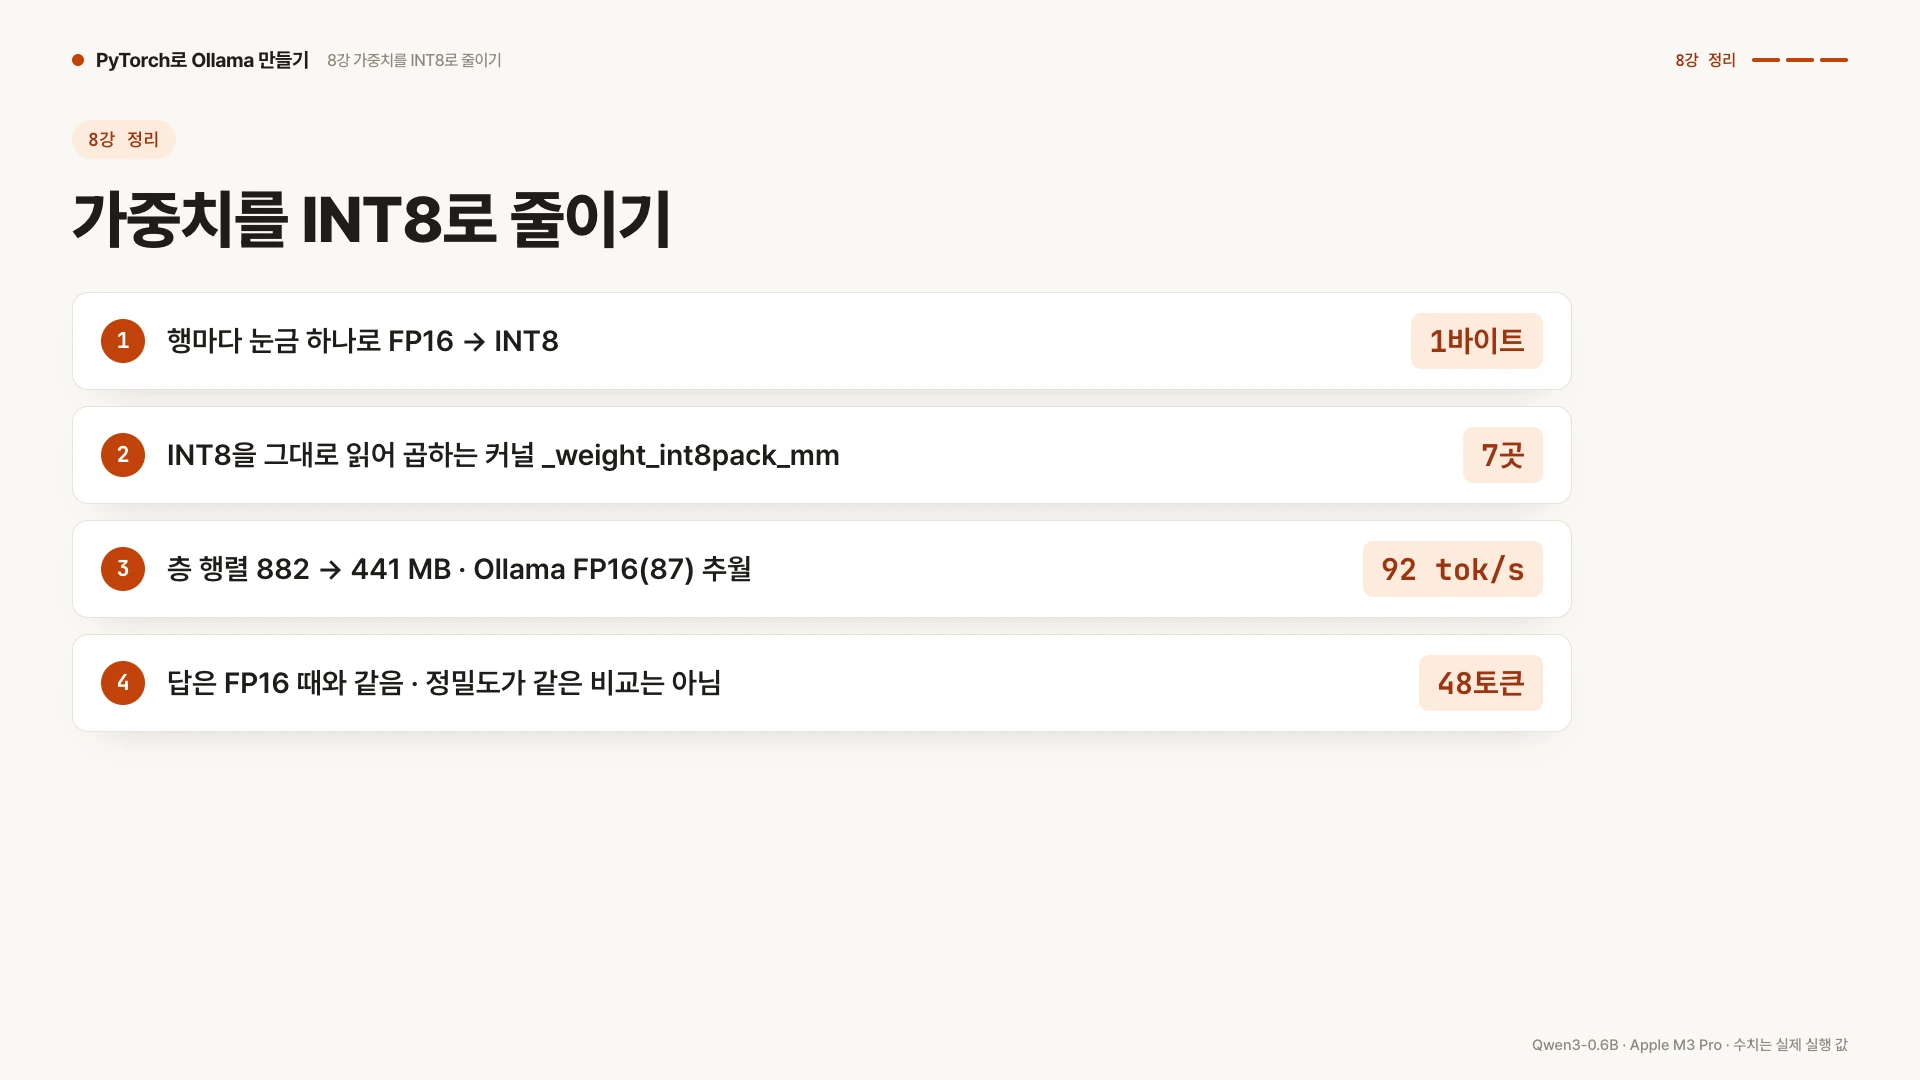 PyTorch로 Ollama 만들기 8강 가중치를 INT8로 줄이기
8강 정리
8강 정리
가중치를 INT8로 줄이기
1 행마다 눈금 하나로 FP16 → INT8 1바이트
2 INT8을 그대로 읽어 곱하는 커널 _weight_int8pack_mm 7곳
3 층 행렬 882 → 441 MB · Ollama FP16(87) 추월 92 tok/s
4 답은 FP16 때와 같음 · 정밀도가 같은 비교는 아님 48토큰
Qwen3-0.6B · Apple M3 Pro · 수치는 실제 실행 값